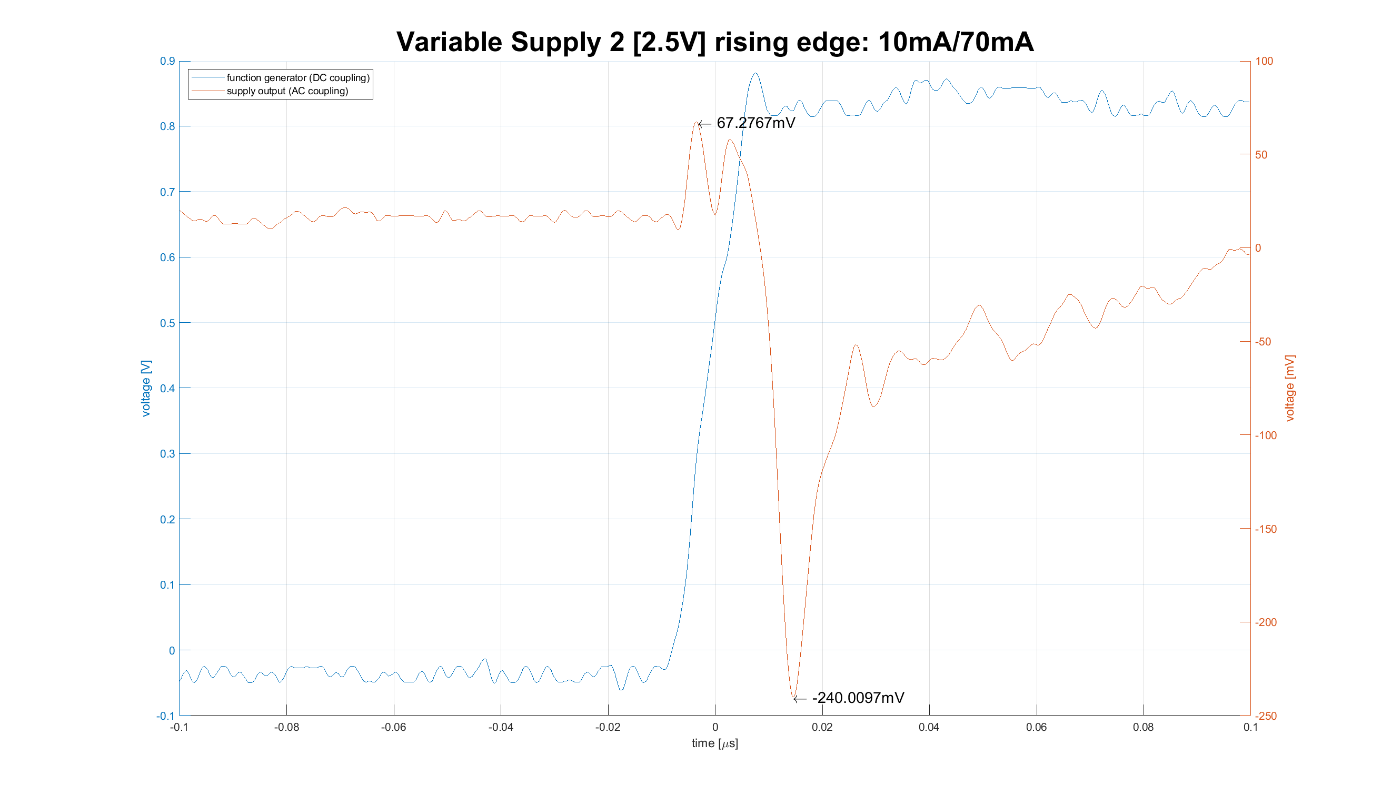 Variable Supply 2 [2.5V] rising edge: 10mA/70mA
function generator (DC coupling)
supply output (AC coupling)
0.9
0.8
0.7
0.6
0.5
0.4
0.3
0.2
0.1
0
-0.1
voltage [V]
67.2767mV
-240.0097mV
100
50
0
-50
-100
-150
-200
-250
voltage [mV]
-0.1 -0.08 -0.06 -0.04 -0.02 0 0.02 0.04 0.06 0.08 0.1
time [μs]